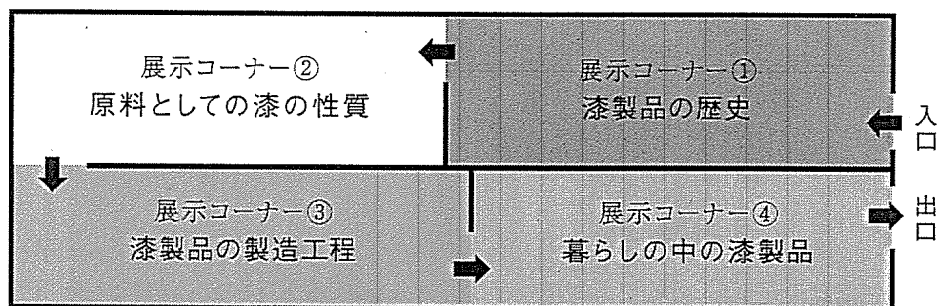 展示コーナー②
原料としての漆の性質
展示コーナー①
漆製品の歴史
入口
展示コーナー③
漆製品の製造工程
展示コーナー④
暮らしの中の漆製品
出口